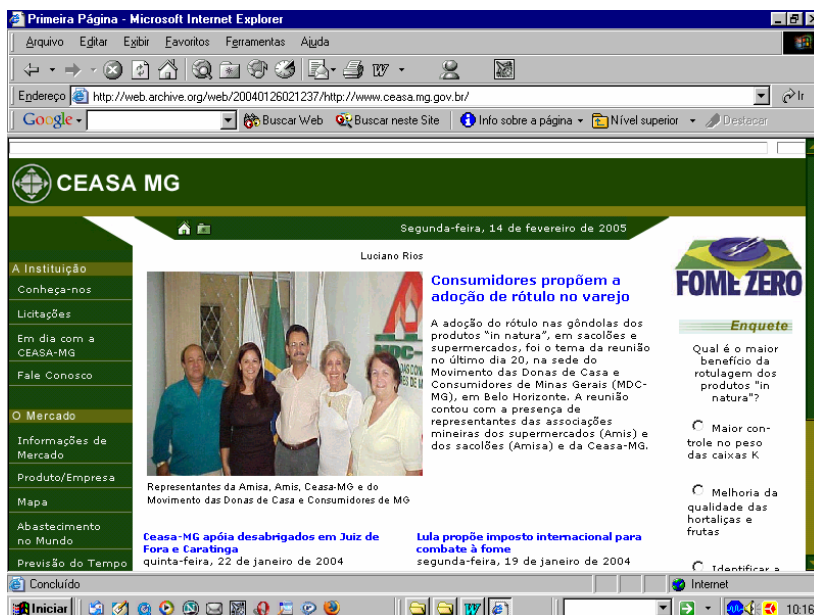 Primeira Página - Microsoft Internet Explorer
Arquivo Editar Exibir Favoritos Ferramentas Ajuda
Endereço http://web.archive.org/web/20040126021237/http://www.ceasa.mg.gov.br/ Ir
Google Buscar Web Buscar neste Site Info sobre a página Nível superior Destacar
CEASA MG
Segunda-feira, 14 de fevereiro de 2005
A Instituição
Conheça-nos
Licitações
Em dia com a
CEASA-MG
Fale Conosco
O Mercado
Informações de
Mercado
Produto/Empresa
Mapa
Abastecimento
no Mundo
Previsão do Tempo
Luciano Rios
MDC-
Representantes da Amisa, Amis, Ceasa-MG e do
Movimento das Donas de Casa e Consumidores de MG
Consumidores propõem a
adoção de rótulo no varejo
A adoção do rótulo nas gôndolas dos
produtos "in natura", em sacolões e
supermercados, foi o tema da reunião
no último dia 20, na sede do
Movimento das Donas de Casa e
Consumidores de Minas Gerais (MDC-
MG), em Belo Horizonte. A reunião
contou com a presença de
representantes das associações
mineiras dos supermercados (Amis) e
dos sacolões (Amisa) e da Ceasa-MG.
Ceasa-MG apóia desabrigados em Juiz de
Fora e Caratinga
quinta-feira, 22 de janeiro de 2004
Lula propõe imposto internacional para
combate à fome
segunda-feira, 19 de janeiro de 2004
FOME ZERO
Enquete
Qual é o maior
benefício da
rotulagem dos
produtos "in
natura"?
Maior con-
trole no peso
das caixas K
Melhoria da
qualidade das
hortaliças e
frutas
Identificar a
Concluído Internet
Iniciar 10:16